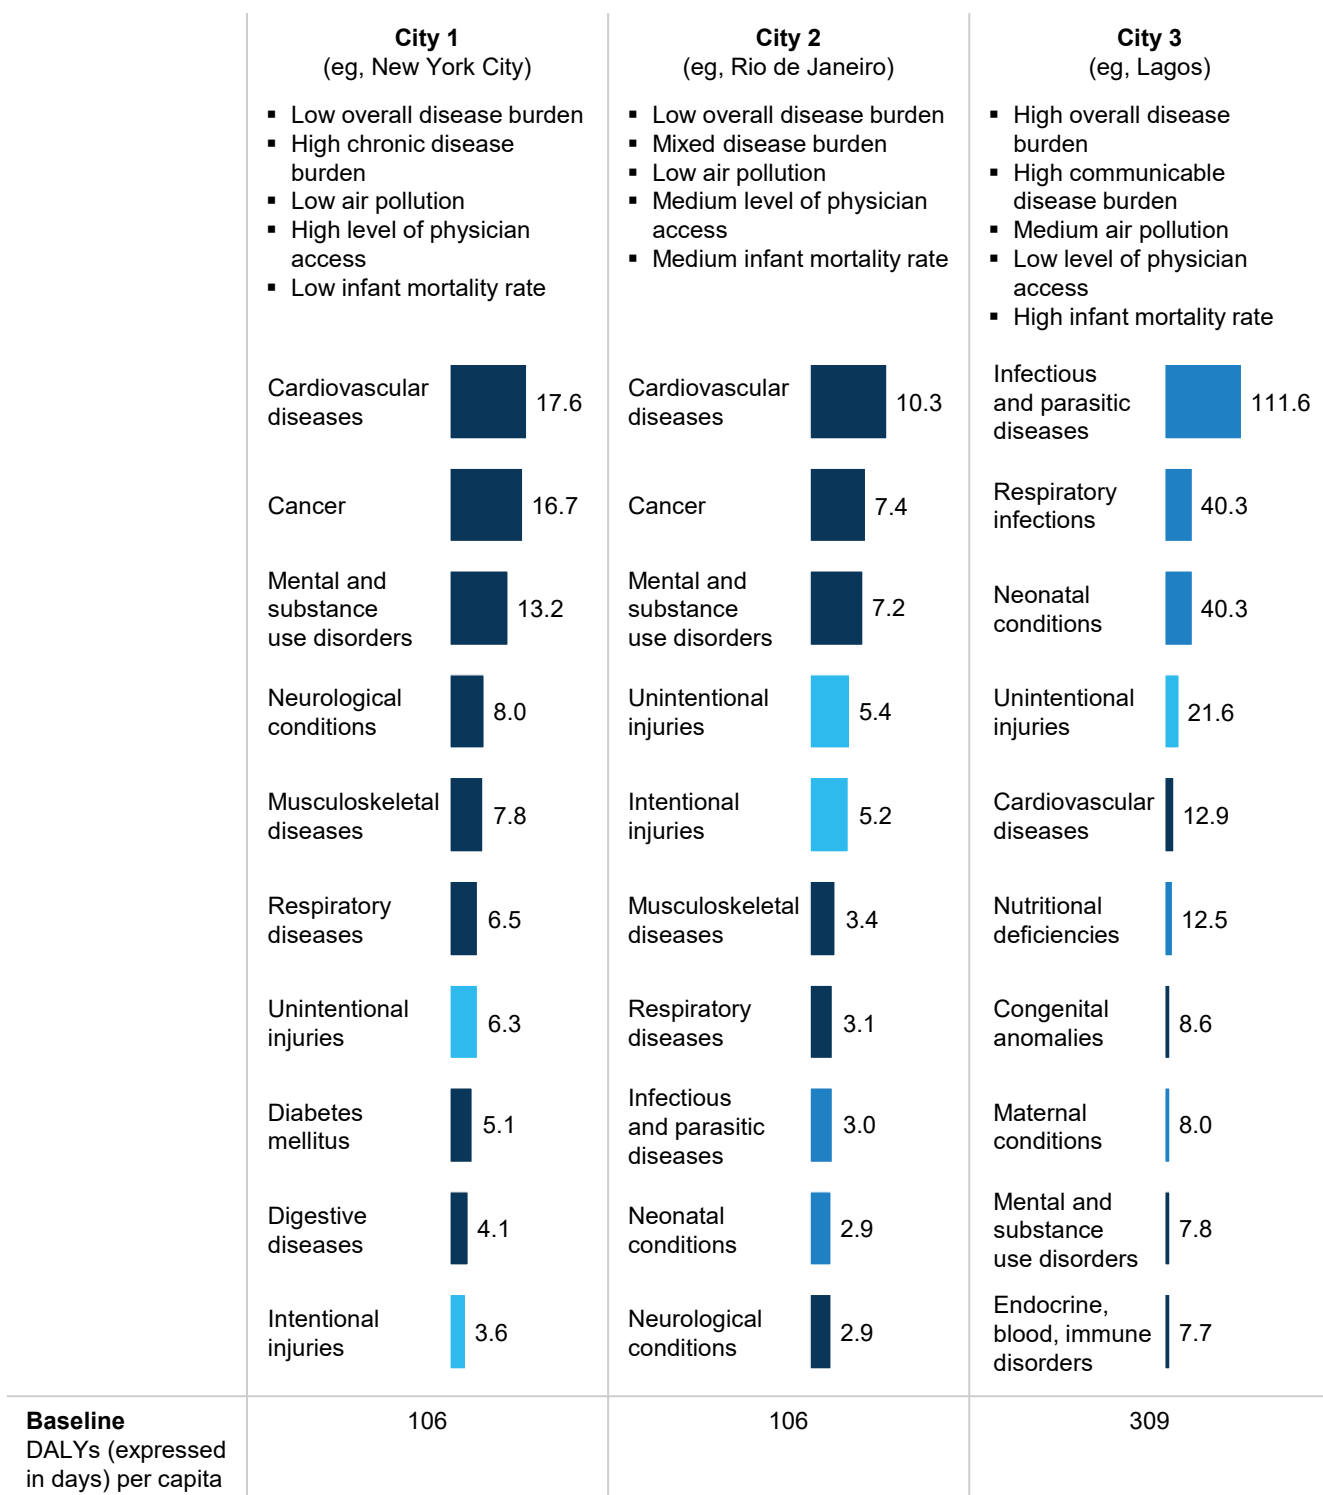 City 1
(eg, New York City)
▪ Low overall disease burden
▪ High chronic disease
burden
▪ Low air pollution
▪ High level of physician
access
▪ Low infant mortality rate
City 2
(eg, Rio de Janeiro)
▪ Low overall disease burden
▪ Mixed disease burden
▪ Low air pollution
▪ Medium level of physician
access
▪ Medium infant mortality rate
City 3
(eg, Lagos)
▪ High overall disease
burden
▪ High communicable
disease burden
▪ Medium air pollution
▪ Low level of physician
access
▪ High infant mortality rate
Cardiovascular
diseases
17.6
Cancer
16.7
Mental and
substance
use disorders
13.2
Neurological
conditions
8.0
Musculoskeletal
diseases
7.8
Respiratory
diseases
6.5
Unintentional
injuries
6.3
Diabetes
mellitus
5.1
Digestive
diseases
4.1
Intentional
injuries
3.6
Cardiovascular
diseases
10.3
Cancer
7.4
Mental and
substance
use disorders
7.2
Unintentional
injuries
5.4
Intentional
injuries
5.2
Musculoskeletal
diseases
3.4
Respiratory
diseases
3.1
Infectious
and parasitic
diseases
3.0
Neonatal
conditions
2.9
Neurological
conditions
2.9
Infectious
and parasitic
diseases
111.6
Respiratory
infections
40.3
Neonatal
conditions
40.3
Unintentional
injuries
21.6
Cardiovascular
diseases
12.9
Nutritional
deficiencies
12.5
Congenital
anomalies
8.6
Maternal
conditions
8.0
Mental and
substance
use disorders
7.8
Endocrine,
blood, immune
disorders
7.7
Baseline
DALYs (expressed
in days) per capita
106
106
309